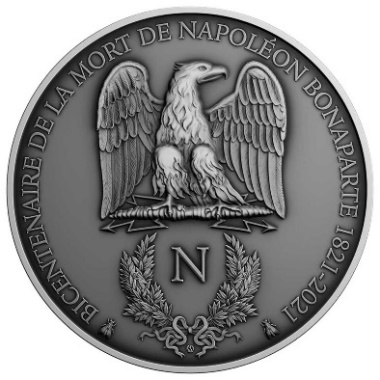 BICENTENAIRE DE LA MORT DE NAPOLÉON BONAPARTE 1821-2021
N